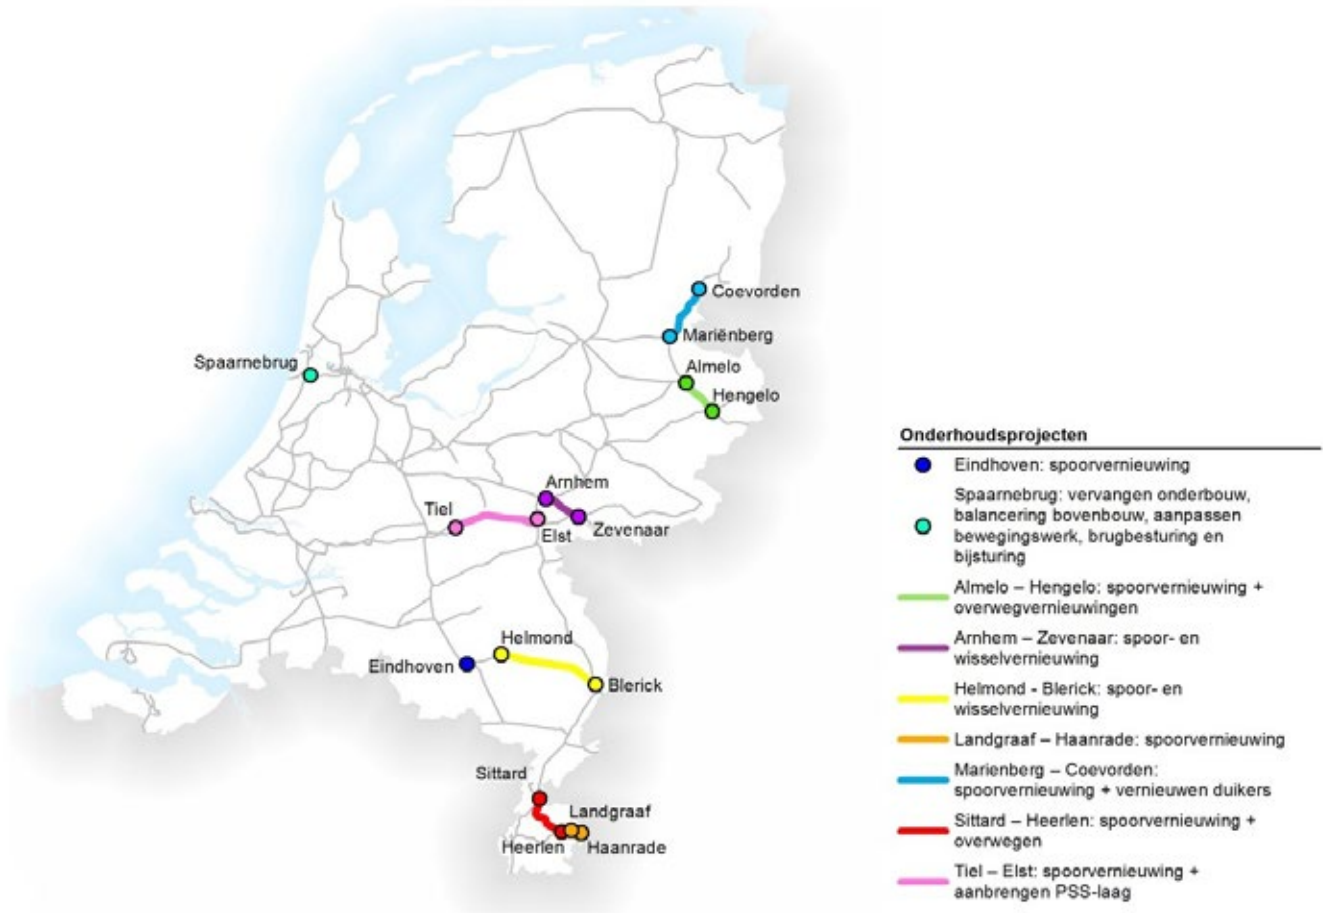 Coevorden
Mariënberg
Spaarnebrug
Almelo
Hengelo
Arnhem
Tiel
Elst
Zevenaar
Helmond
Eindhoven
Blerick
Sittard
Landgraaf
Heerlen
Haanrade
Onderhoudsprojecten
Eindhoven: spoorvernieuwing
Spaarnebrug: vervangen onderbouw,
balancering bovenbouw, aanpassen
bewegingswerk, brugbesturing en
bijsturing
Almelo – Hengelo: spoorvernieuwing +
overwegvernieuwingen
Arnhem – Zevenaar: spoor- en
wisselvernieuwing
Helmond - Blerick: spoor- en
wisselvernieuwing
Landgraaf – Haanrade: spoorvernieuwing
Marienberg – Coevorden:
spoorvernieuwing + vernieuwen duikers
Sittard – Heerlen: spoorvernieuwing +
overwegen
Tiel – Elst: spoorvernieuwing +
aanbrengen PSS-laag